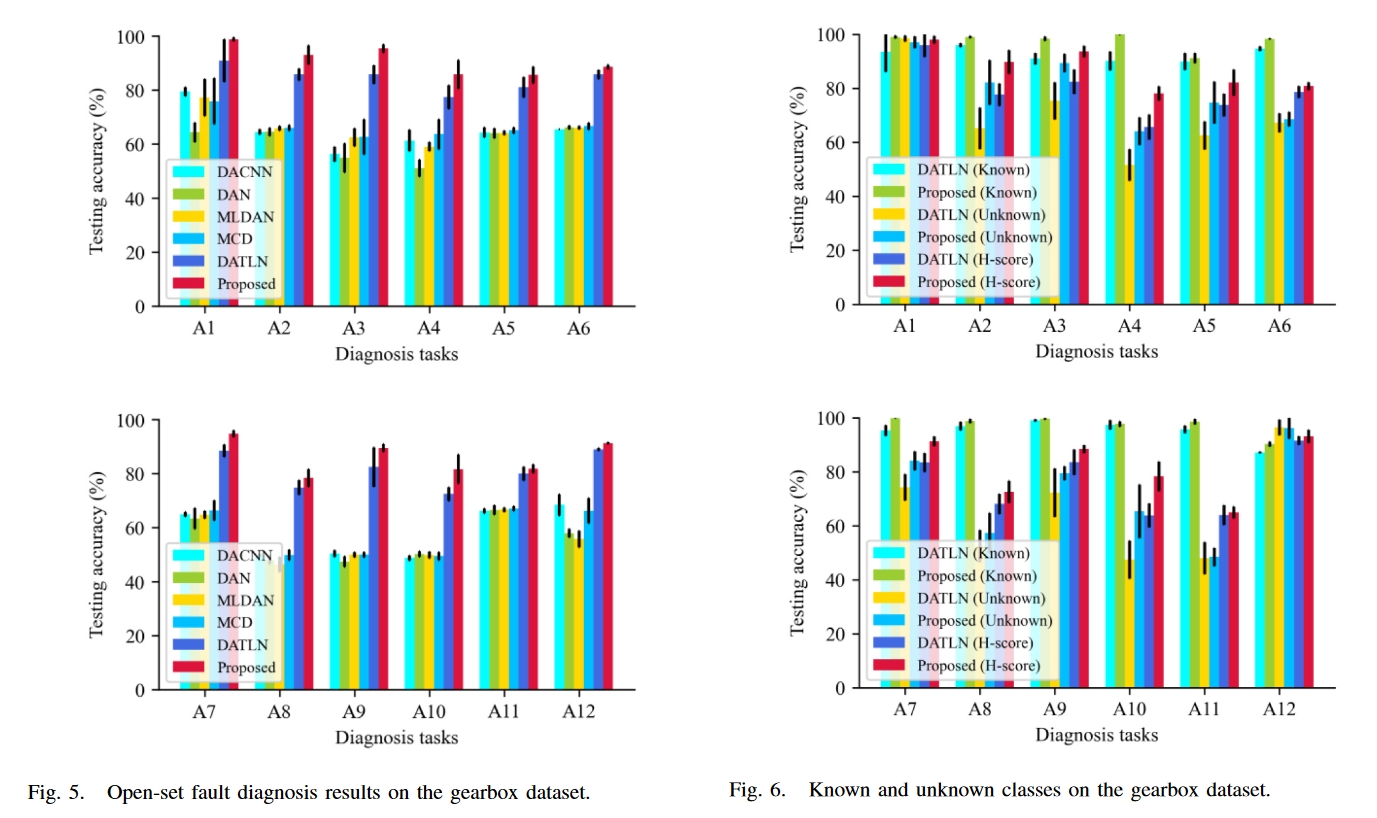 100
80
60
40
20
0
Testing accuracy (%)
DACNN
DAN
MLDAN
MCD
DATLN
Proposed
A1 A2 A3 A4 A5 A6
Diagnosis tasks
100
80
60
40
20
0
Testing accuracy (%)
DATLN (Known)
Proposed (Known)
DATLN (Unknown)
Proposed (Unknown)
DATLN (H-score)
Proposed (H-score)
A1 A2 A3 A4 A5 A6
Diagnosis tasks
100
80
60
40
20
0
Testing accuracy (%)
DACNN
DAN
MLDAN
MCD
DATLN
Proposed
A7 A8 A9 A10 A11 A12
Diagnosis tasks
Fig. 5. Open-set fault diagnosis results on the gearbox dataset.
100
80
60
40
20
0
Testing accuracy (%)
DATLN (Known)
Proposed (Known)
DATLN (Unknown)
Proposed (Unknown)
DATLN (H-score)
Proposed (H-score)
A7 A8 A9 A10 A11 A12
Diagnosis tasks
Fig. 6. Known and unknown classes on the gearbox dataset.